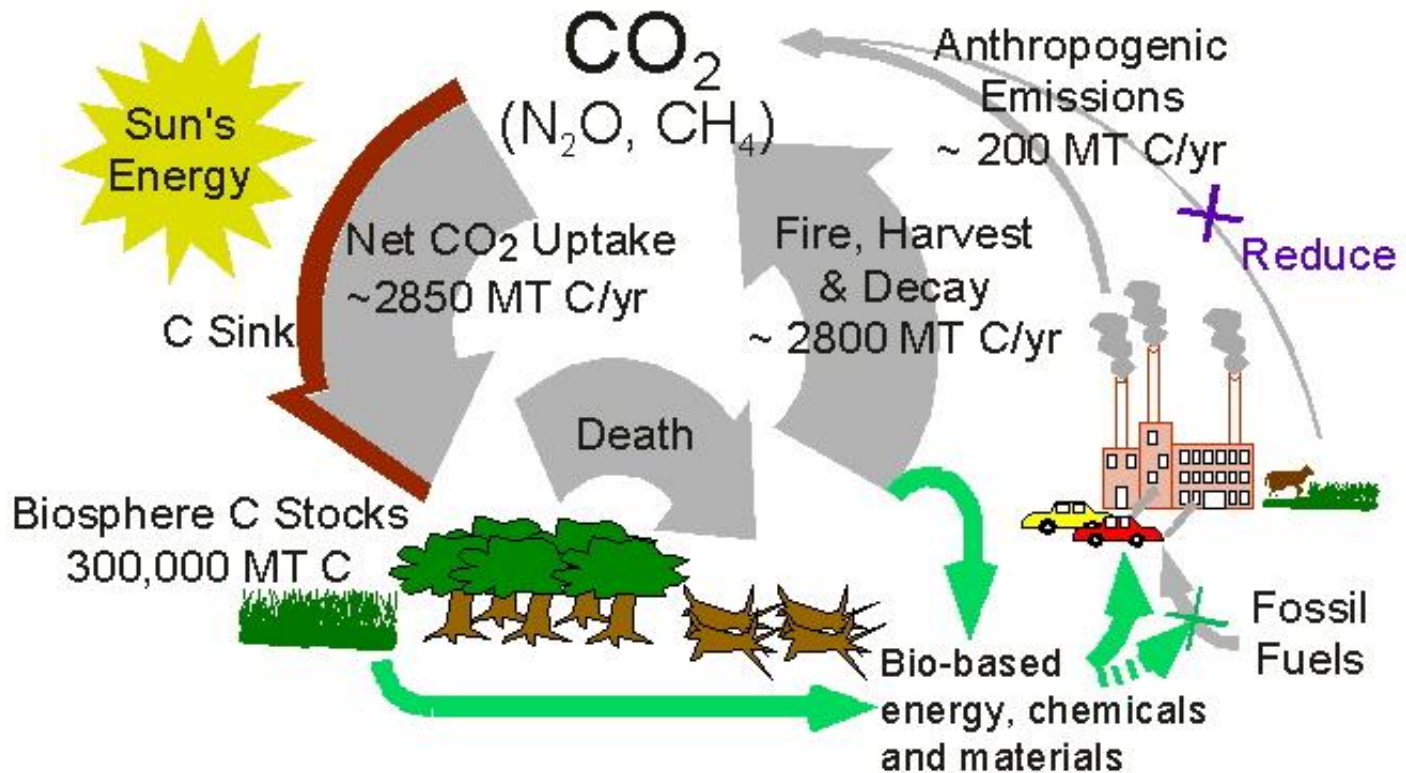 CO₂
(N₂O, CH₄)
Anthropogenic
Emissions
~ 200 MT C/yr
Sun's
Energy
Net CO₂ Uptake
~2850 MT C/yr
Fire, Harvest
& Decay
~ 2800 MT C/yr
Reduce
C Sink
Death
Biosphere C Stocks
300,000 MT C
Fossil
Fuels
Bio-based
energy, chemicals
and materials